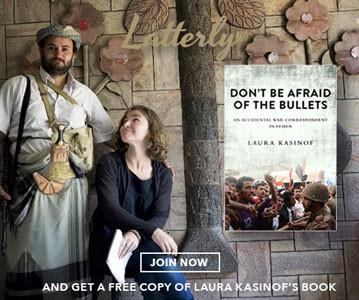 Letterly
DON'T BE AFRAID
OF THE BULLETS
AN ACCIDENTAL WAR CORRESPONDENT
IN YEMEN
LAURA KASINOF
JOIN NOW
AND GET A FREE COPY OF LAURA KASINOF'S BOOK